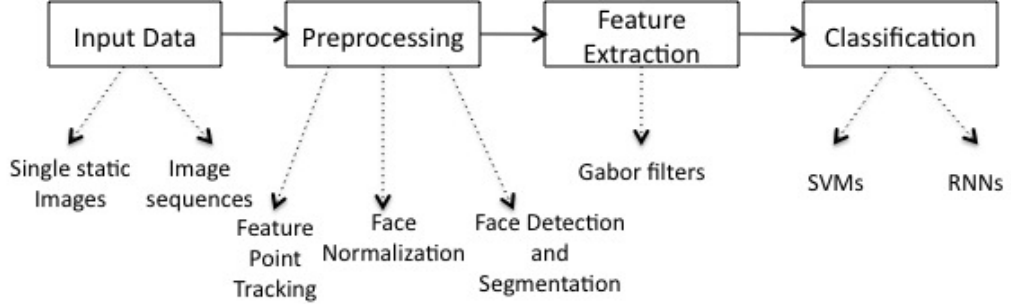 Input Data
Preprocessing
Feature
Extraction
Classification
Single static
Images
Image
sequences
Feature
Point
Tracking
Face
Normalization
Face Detection
and
Segmentation
Gabor filters
SVMs
RNNs